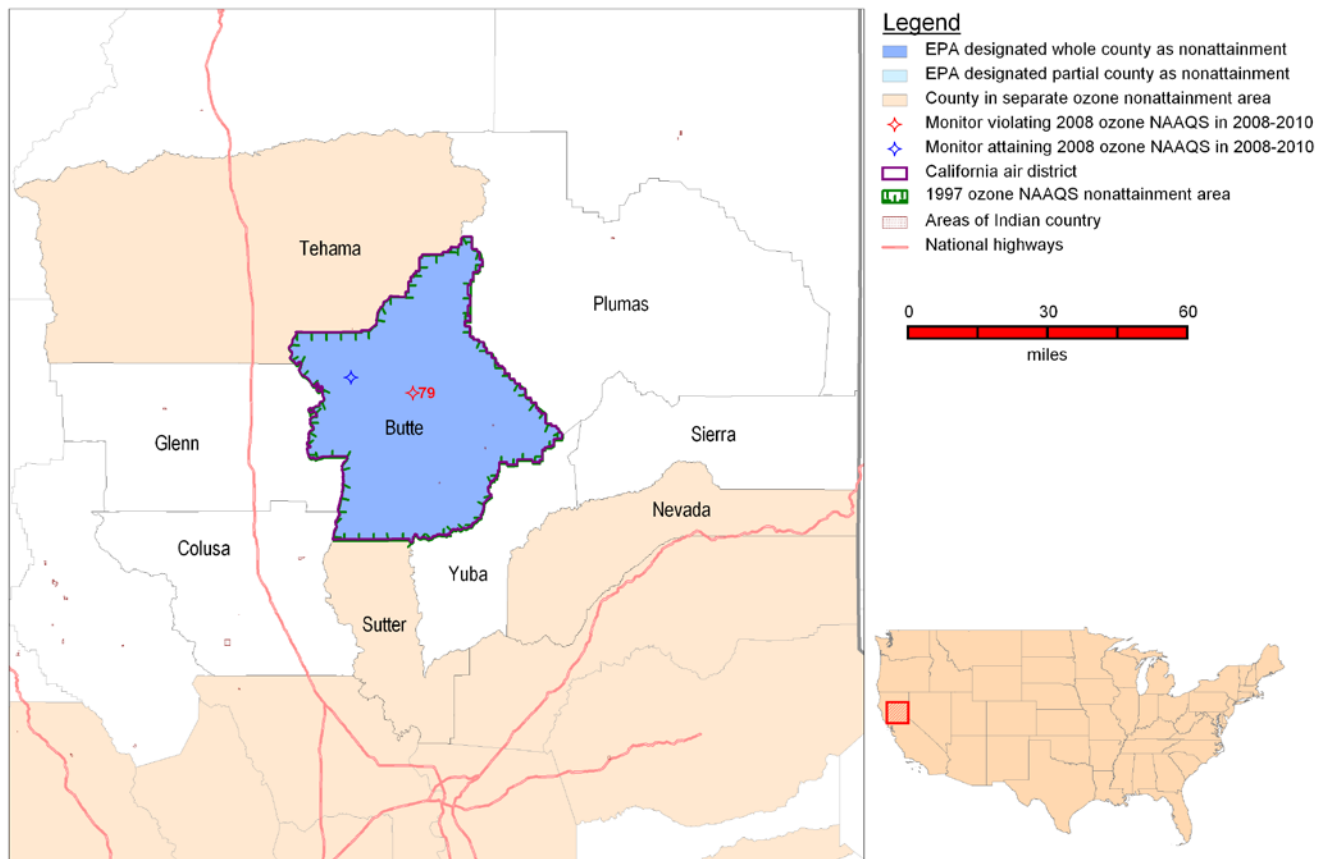 Legend
EPA designated whole county as nonattainment
EPA designated partial county as nonattainment
County in separate ozone nonattainment area
Monitor violating 2008 ozone NAAQS in 2008-2010
Monitor attaining 2008 ozone NAAQS in 2008-2010
California air district
1997 ozone NAAQS nonattainment area
Areas of Indian country
National highways
0 30 60
miles
Tehama
Plumas
79
Butte
Glenn
Sierra
Nevada
Colusa
Yuba
Sutter